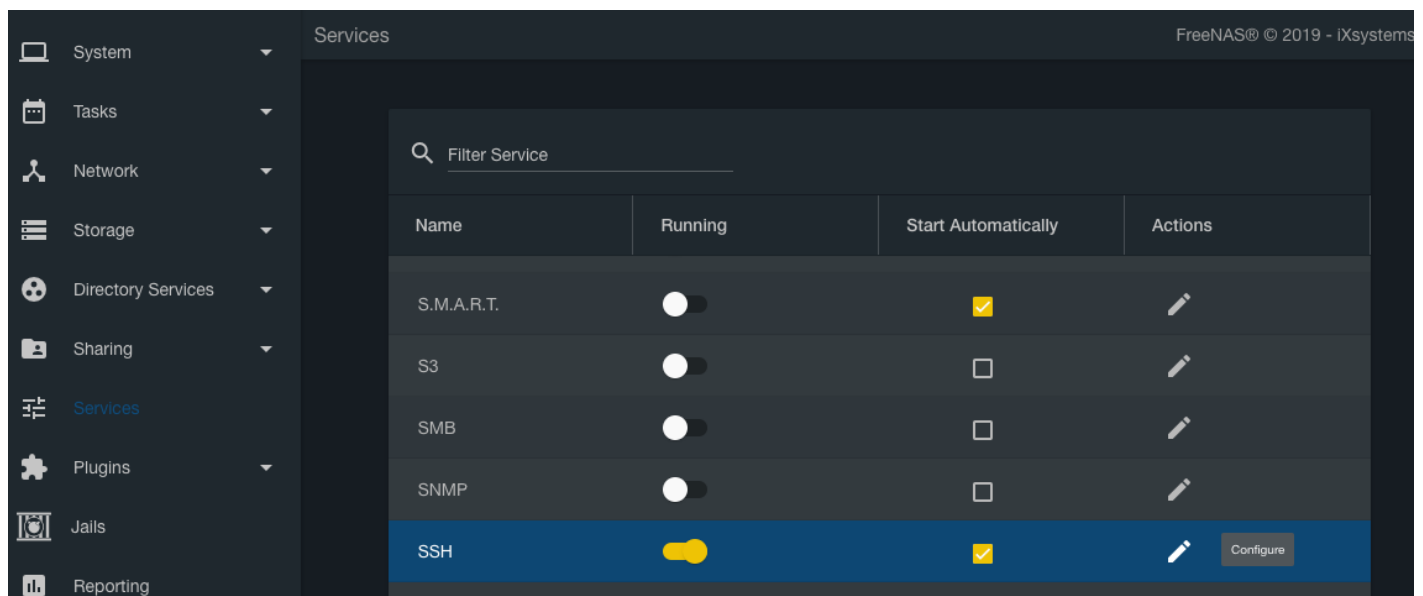 Services
FreeNAS® © 2019 - iXsystems
System
Tasks
Network
Storage
Directory Services
Sharing
Services
Plugins
Jails
Reporting
Filter Service
Name Running Start Automatically Actions
S.M.A.R.T.
S3
SMB
SNMP
SSH Configure